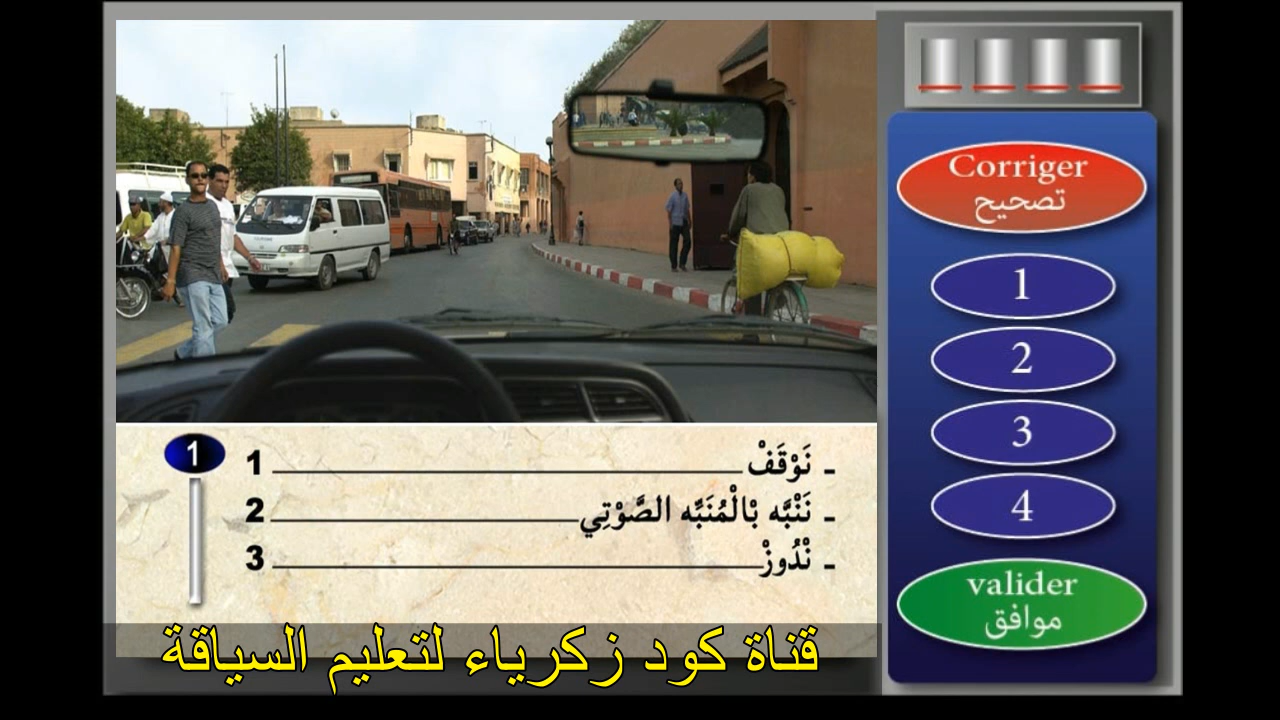 Corriger
تصحيح
1
2
3
4
valider
موافق
1
- نَوْقَفْ 1
- نَنْبَّه بْالْمُنَبِّه الصَّوْتِي 2
- نْدُوزْ 3
قناة كود زكرياء لتعليم السياقة